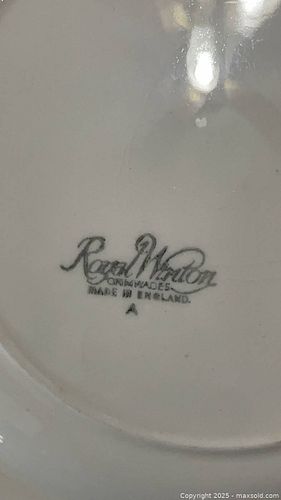 Royal Winton
GRIMWADES
MADE IN ENGLAND.
A
Copyright © 2025 - maxsold.com